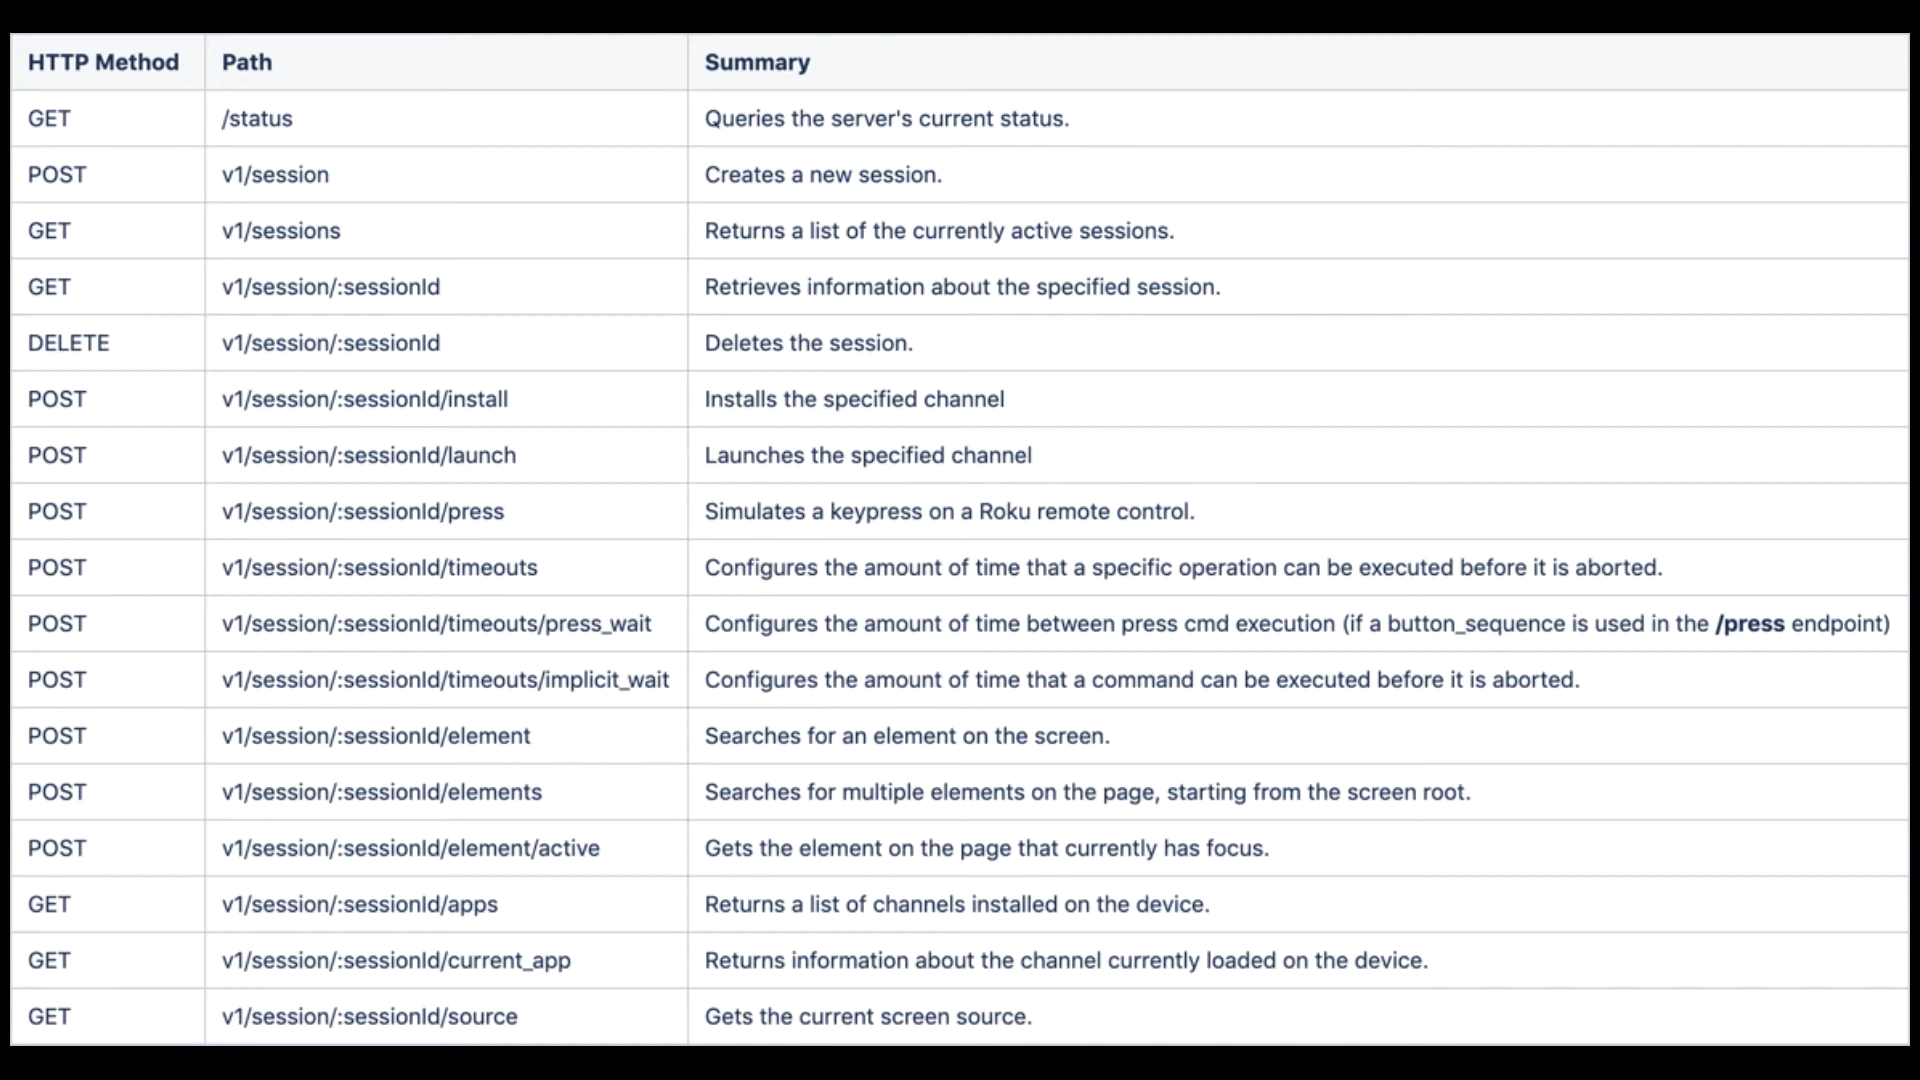 HTTP Method Path Summary
GET /status Queries the server's current status.
POST v1/session Creates a new session.
GET v1/sessions Returns a list of the currently active sessions.
GET v1/session/:sessionId Retrieves information about the specified session.
DELETE v1/session/:sessionId Deletes the session.
POST v1/session/:sessionId/install Installs the specified channel
POST v1/session/:sessionId/launch Launches the specified channel
POST v1/session/:sessionId/press Simulates a keypress on a Roku remote control.
POST v1/session/:sessionId/timeouts Configures the amount of time that a specific operation can be executed before it is aborted.
POST v1/session/:sessionId/timeouts/press_wait Configures the amount of time between press cmd execution (if a button_sequence is used in the /press endpoint)
POST v1/session/:sessionId/timeouts/implicit_wait Configures the amount of time that a command can be executed before it is aborted.
POST v1/session/:sessionId/element Searches for an element on the screen.
POST v1/session/:sessionId/elements Searches for multiple elements on the page, starting from the screen root.
POST v1/session/:sessionId/element/active Gets the element on the page that currently has focus.
GET v1/session/:sessionId/apps Returns a list of channels installed on the device.
GET v1/session/:sessionId/current_app Returns information about the channel currently loaded on the device.
GET v1/session/:sessionId/source Gets the current screen source.